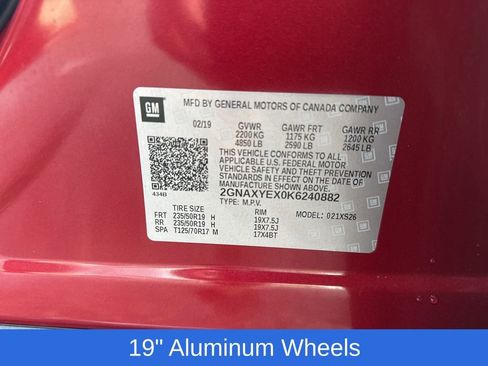 GM
MFD BY GENERAL MOTORS OF CANADA COMPANY
02/19 GVWR GAWR FRT GAWR RR
2200 KG 1175 KG 1200 KG
4850 LB 2590 LB 2645 LB
THIS VEHICLE CONFORMS TO ALL
APPLICABLE U.S. FEDERAL MOTOR
VEHICLE SAFETY AND THEFT
PREVENTION STANDARDS IN EFFECT
ON THE DATE OF MANUFACTURE
SHOWN ABOVE.
434B
2GNAXYEX0K6240882
TYPE: M.P.V.
MODEL: 021XS26
TIRE SIZE RIM
FRT 235/50R19 H 19X7.5J
RR 235/50R19 H 19X7.5J
SPA T125/70R17 M 17X4BT
19" Aluminum Wheels